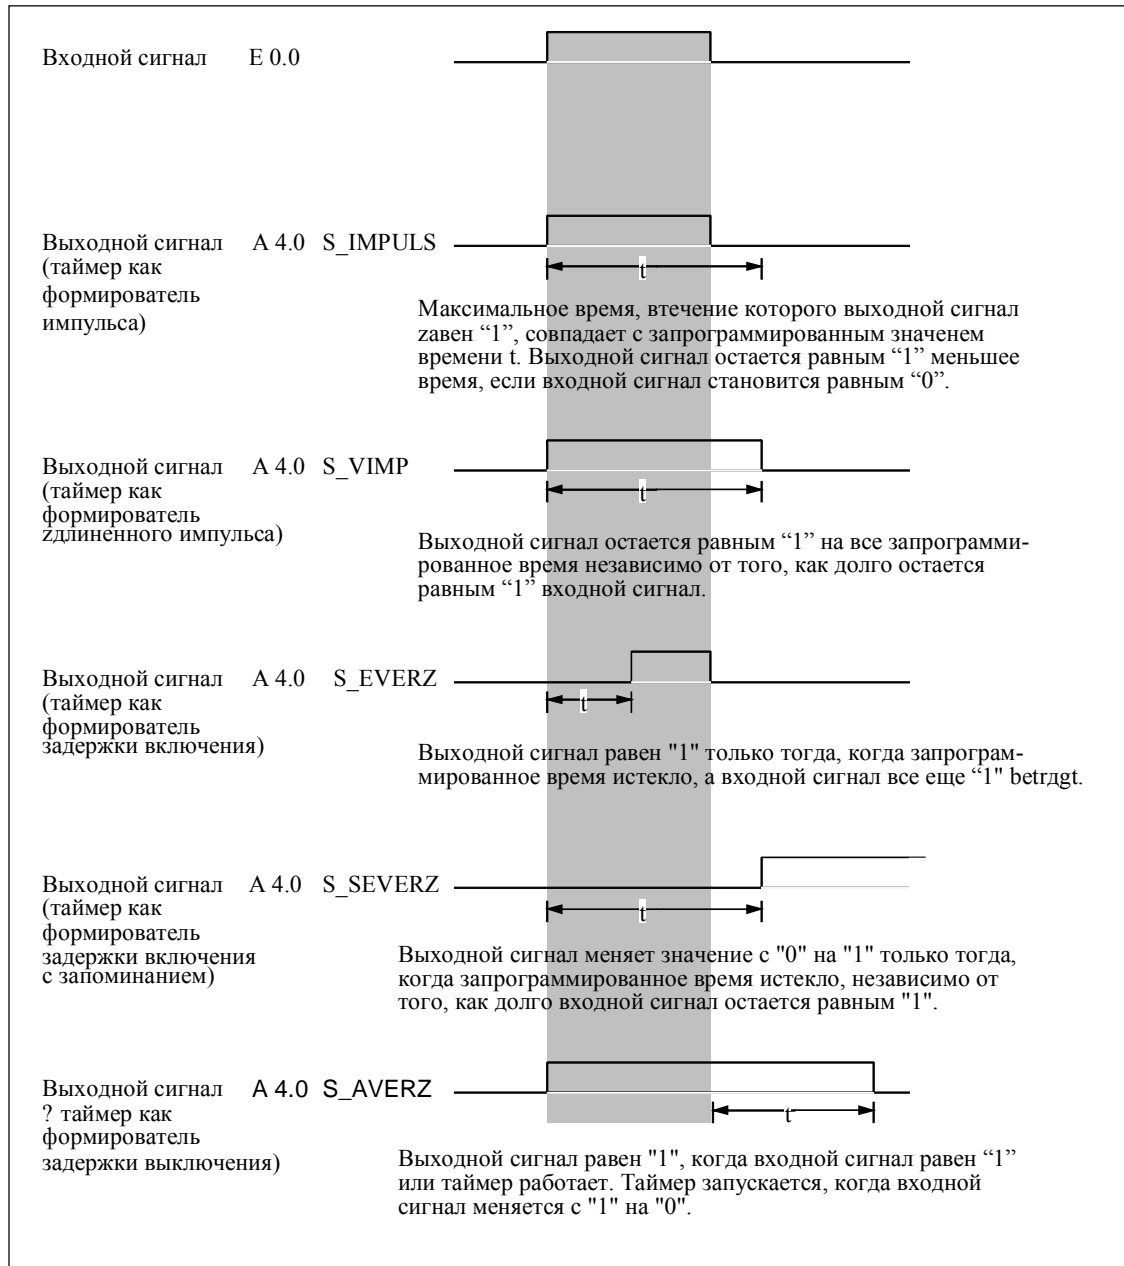 Входной сигнал E 0.0
Выходной сигнал A 4.0 S_IMPULS
(таймер как
формирователь
импульса)
t
Максимальное время, втечение которого выходной сигнал
zавен “1”, совпадает с запрограммированным значенем
времени t. Выходной сигнал остается равным “1” меньшее
время, если входной сигнал становится равным “0”.
Выходной сигнал A 4.0 S_VIMP
(таймер как
формирователь
zдлиненного импульса)
t
Выходной сигнал остается равным “1” на все запрограмми-
рованное время независимо от того, как долго остается
равным “1” входной сигнал.
Выходной сигнал A 4.0 S_EVERZ
(таймер как
формирователь
задержки включения)
t
Выходной сигнал равен "1" только тогда, когда запрограм-
мированное время истекло, а входной сигнал все еще “1" betrдgt.
Выходной сигнал A 4.0 S_SEVERZ
(таймер как
формирователь
задержки включения
с запоминанием)
t
Выходной сигнал меняет значение с "0" на "1" только тогда,
когда запрограммированное время истекло, независимо от
того, как долго входной сигнал остается равным "1".
Выходной сигнал A 4.0 S_AVERZ
? таймер как
формирователь
задержки выключения)
t
Выходной сигнал равен "1", когда входной сигнал равен “1”
или таймер работает. Таймер запускается, когда входной
сигнал меняется с "1" на "0".